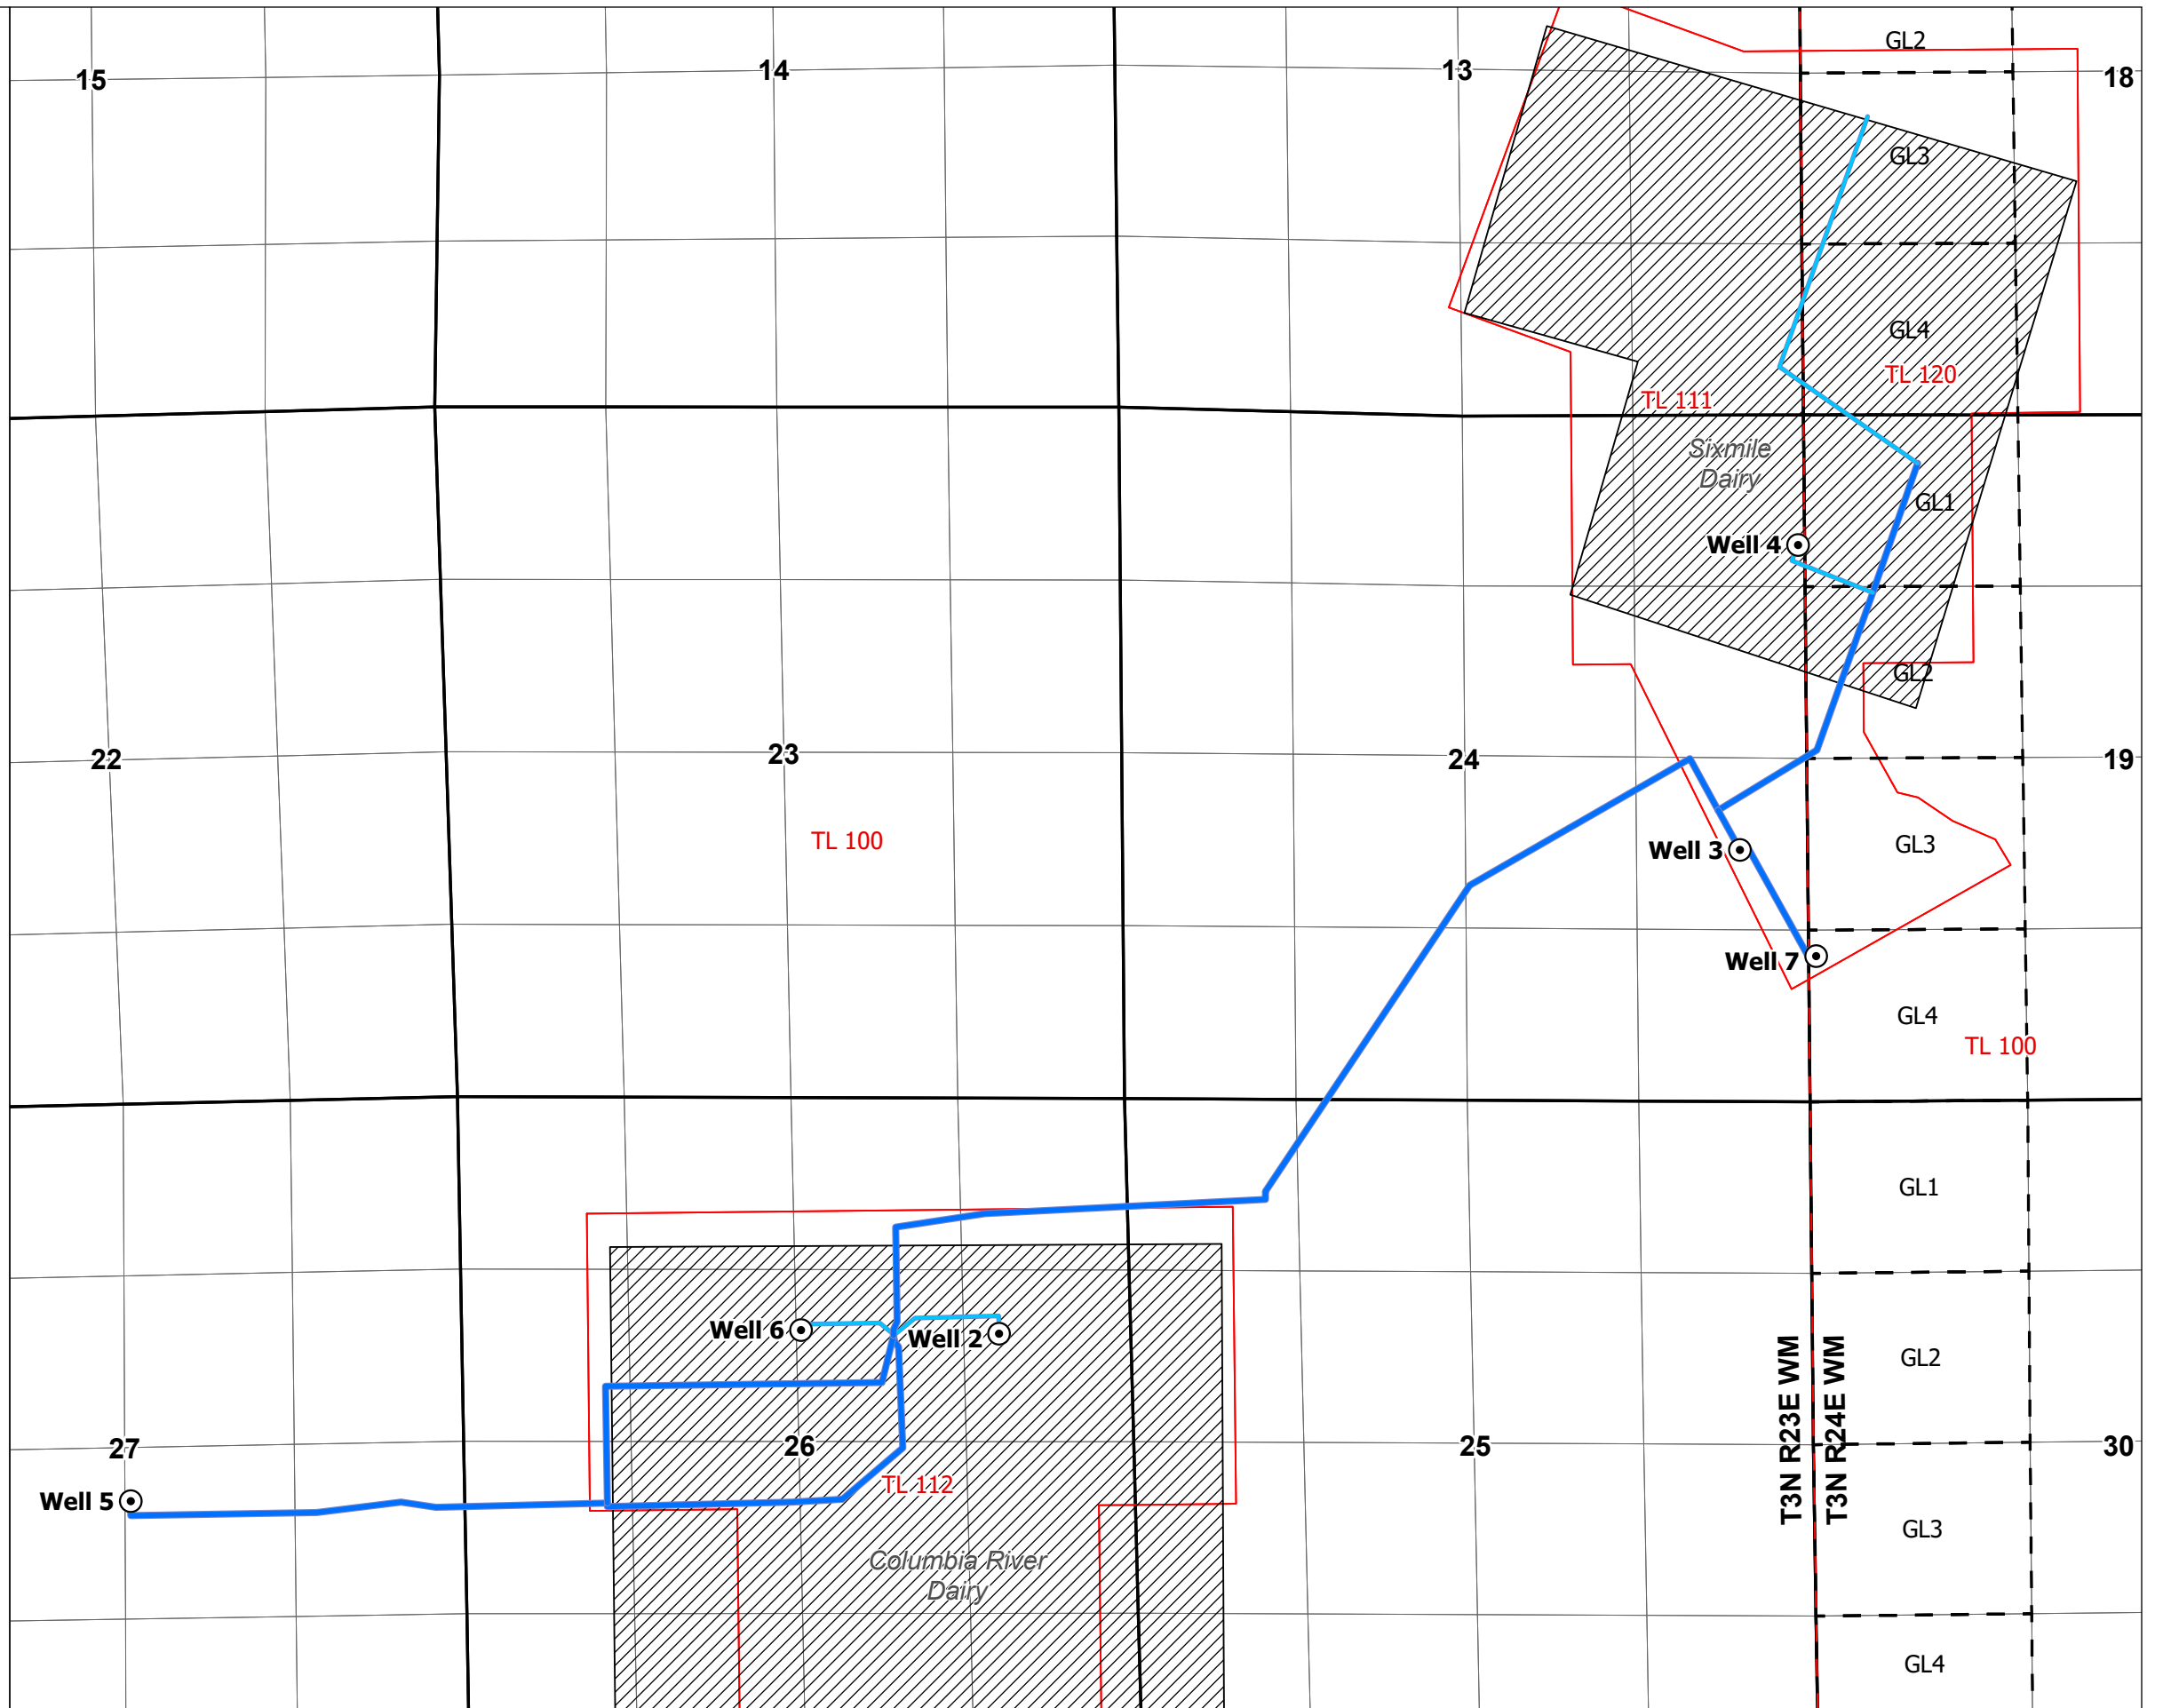 GL2
15
14
13
18
GL3
GL4
TL 120
TL 111
Sixmile
Dairy
GL1
Well 4
GL2
22
23
24
19
TL 100
Well 3
GL3
Well 7
GL4
TL 100
GL1
Well 6
Well 2
GL2
T3N R23E WM
T3N R24E WM
27
26
25
30
TL 112
Well 5
GL3
Columbia River
Dairy
GL4